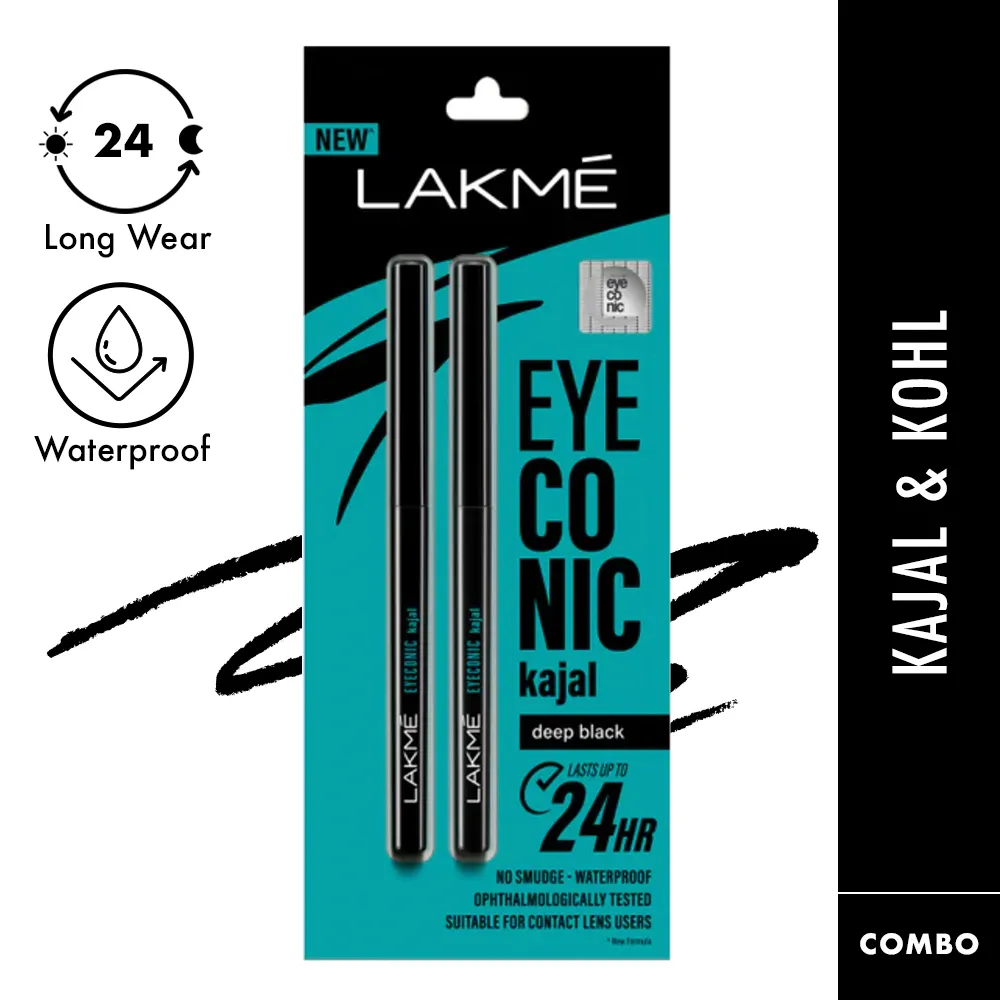 24
Long Wear
Waterproof
NEW^
LAKMÉ
eye
co
nic
EYE
CO
NIC
kajal
deep black
LASTS UP TO
24HR
NO SMUDGE - WATERPROOF
OPHTHALMOLOGICALLY TESTED
SUITABLE FOR CONTACT LENS USERS
^ New Formula
LAKMÉ EYECONIC kajal
LAKMÉ EYECONIC kajal
KAJAL & KOHL
COMBO